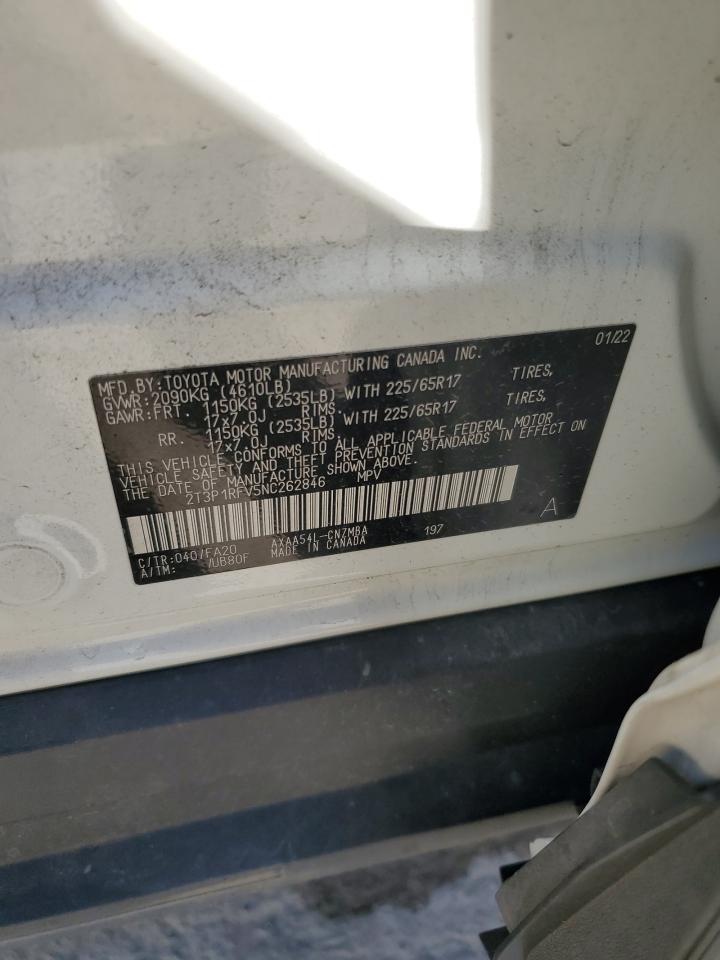 MFD.BY:TOYOTA MOTOR MANUFACTURING CANADA INC. 01/22
GVWR:2090KG (4610LB)
GAWR:FRT. 1150KG (2535LB) WITH 225/65R17 TIRES,
17x7.0J RIMS.
RR. 1150KG (2535LB) WITH 225/65R17 TIRES,
17x7.0J RIMS.
THIS VEHICLE CONFORMS TO ALL APPLICABLE FEDERAL MOTOR
VEHICLE SAFETY AND THEFT PREVENTION STANDARDS IN EFFECT ON
THE DATE OF MANUFACTURE SHOWN ABOVE.
2T3P1RFV5NC262846 MPV
A
C/TR:040/FA20 AXAA54L-CNZMBA 197
A/TM: /UB80F MADE IN CANADA